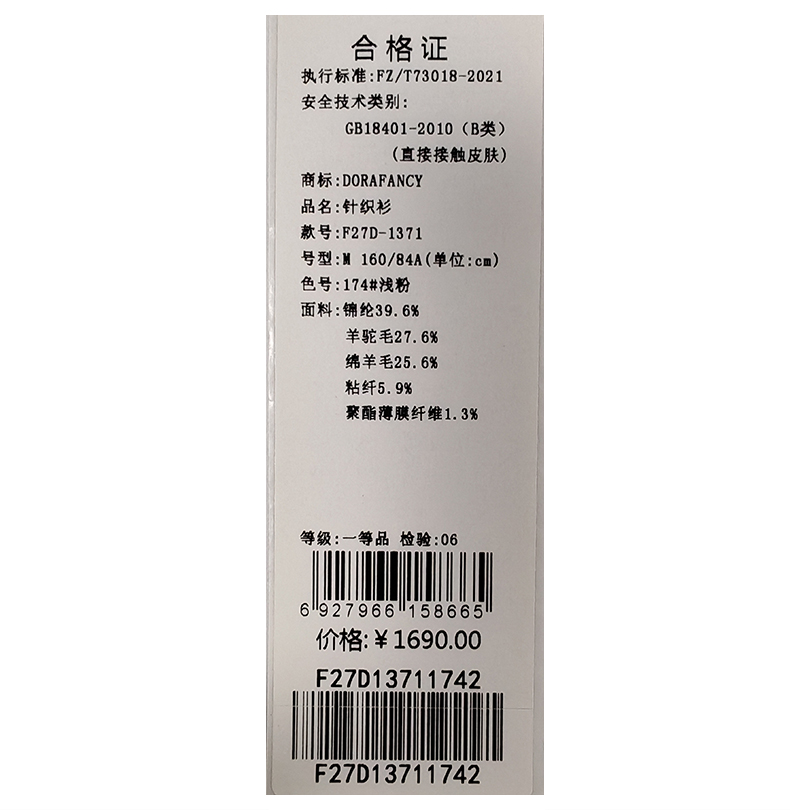 合格证
执行标准:FZ/T73018-2021
安全技术类别:
GB18401-2010（B类）
(直接接触皮肤)
商标:DORAFANCY
品名:针织衫
款号:F27D-1371
号型:M 160/84A(单位:cm)
色号:174#浅粉
面料:锦纶39.6%
羊驼毛27.6%
绵羊毛25.6%
粘纤5.9%
聚酯薄膜纤维1.3%
等级:一等品 检验:06
6 927966 158665
价格:￥1690.00
F27D13711742
F27D13711742